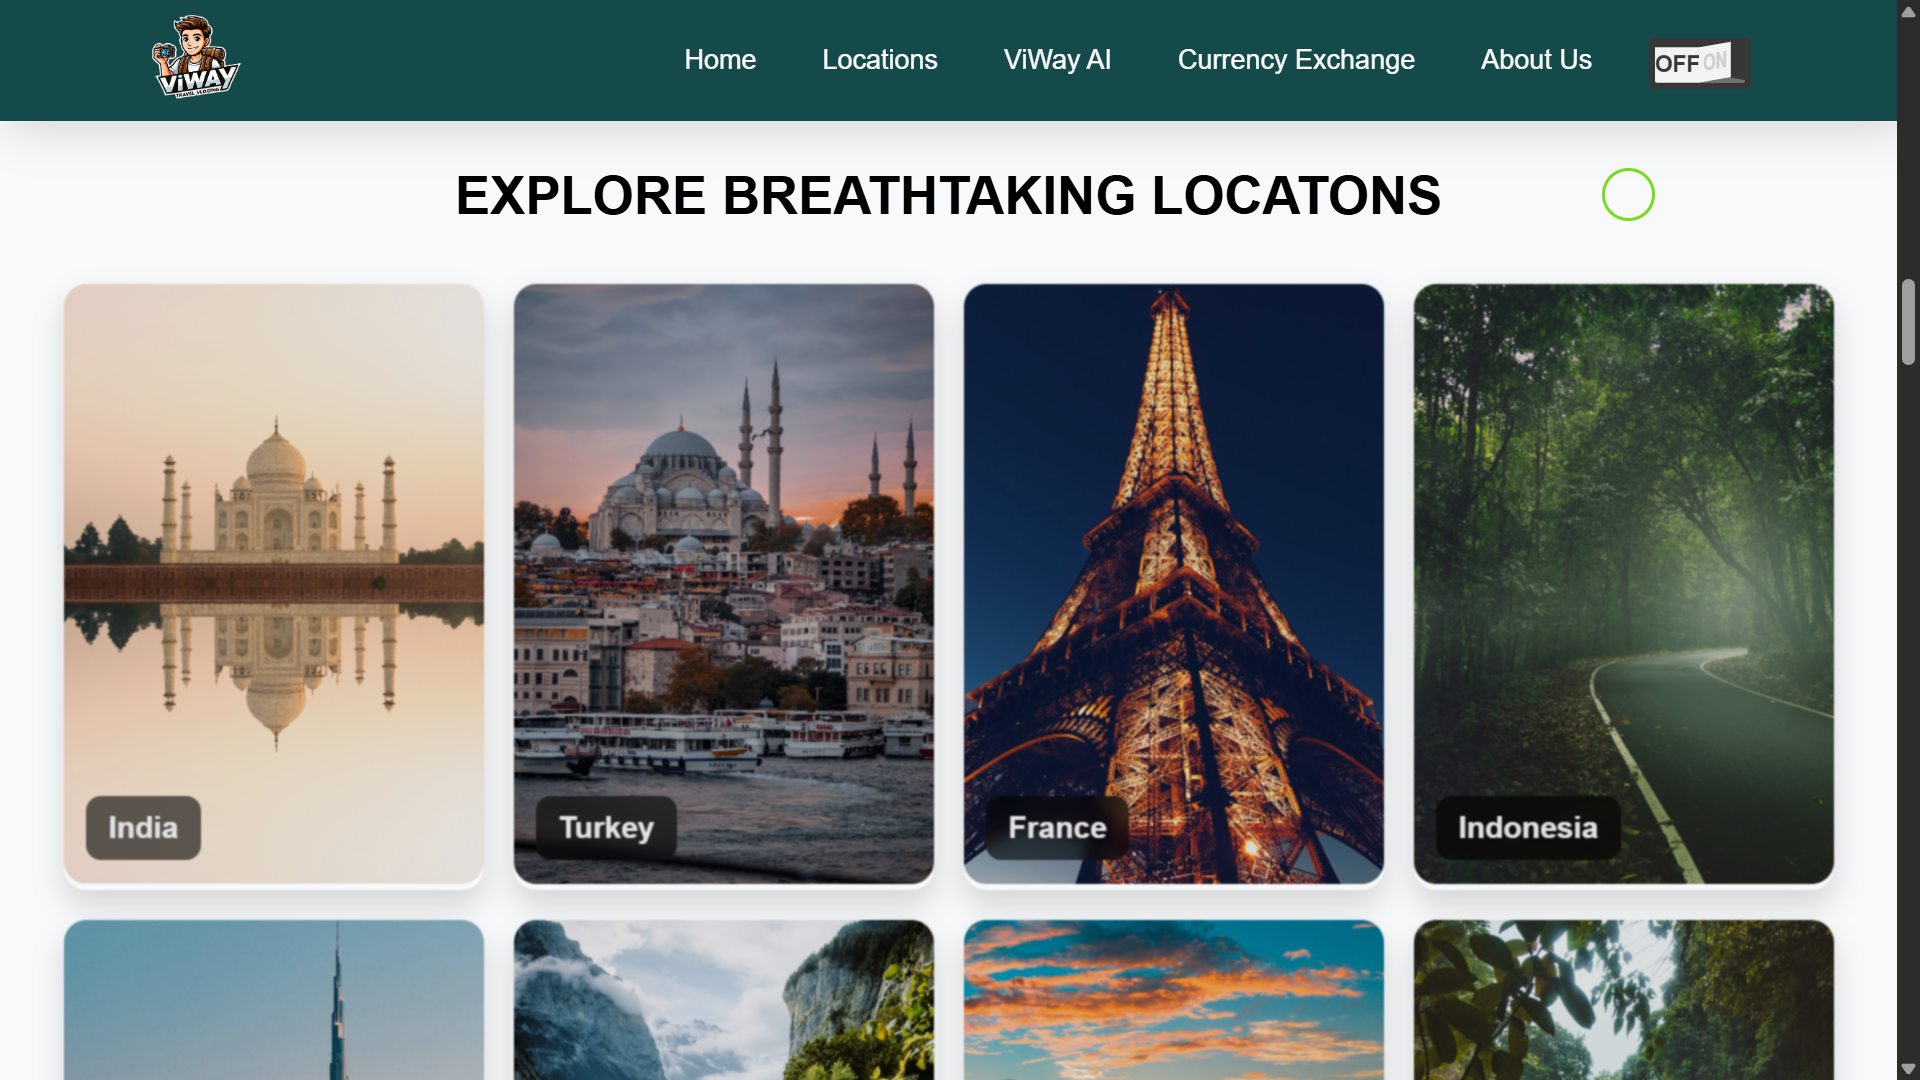 ViWAY
TRAVEL VLOGING
Home
Locations
ViWay AI
Currency Exchange
About Us
OFF ON
EXPLORE BREATHTAKING LOCATONS
India
Turkey
France
Indonesia